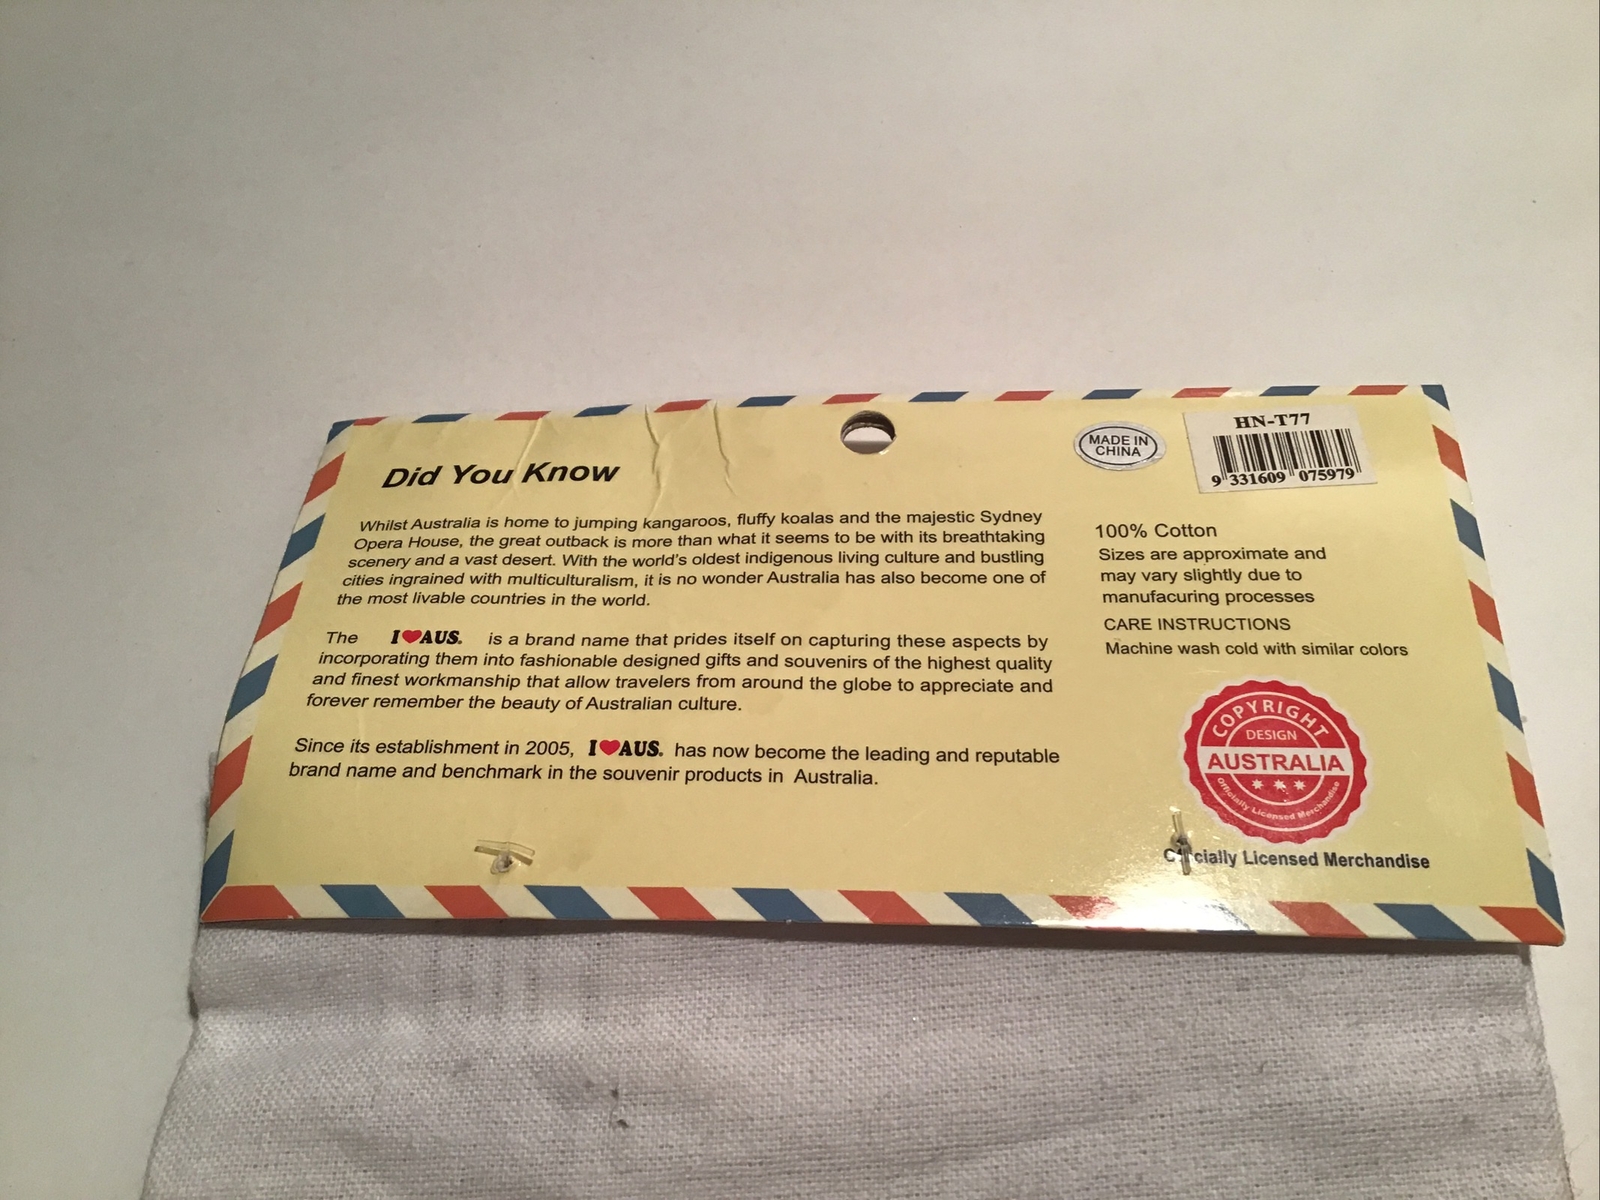 Did You Know
Whilst Australia is home to jumping kangaroos, fluffy koalas and the majestic Sydney
Opera House, the great outback is more than what it seems to be with its breathtaking
scenery and a vast desert. With the world's oldest indigenous living culture and bustling
cities ingrained with multiculturalism, it is no wonder Australia has also become one of
the most livable countries in the world.
The I❤AUS. is a brand name that prides itself on capturing these aspects by
incorporating them into fashionable designed gifts and souvenirs of the highest quality
and finest workmanship that allow travelers from around the globe to appreciate and
forever remember the beauty of Australian culture.
Since its establishment in 2005, I❤AUS. has now become the leading and reputable
brand name and benchmark in the souvenir products in Australia.
MADE IN
CHINA
HN-T77
9 331609 075979
100% Cotton
Sizes are approximate and
may vary slightly due to
manufacuring processes
CARE INSTRUCTIONS
Machine wash cold with similar colors
COPYRIGHT
DESIGN
AUSTRALIA
Officially Licensed Merchandise
Licensed Merchandise